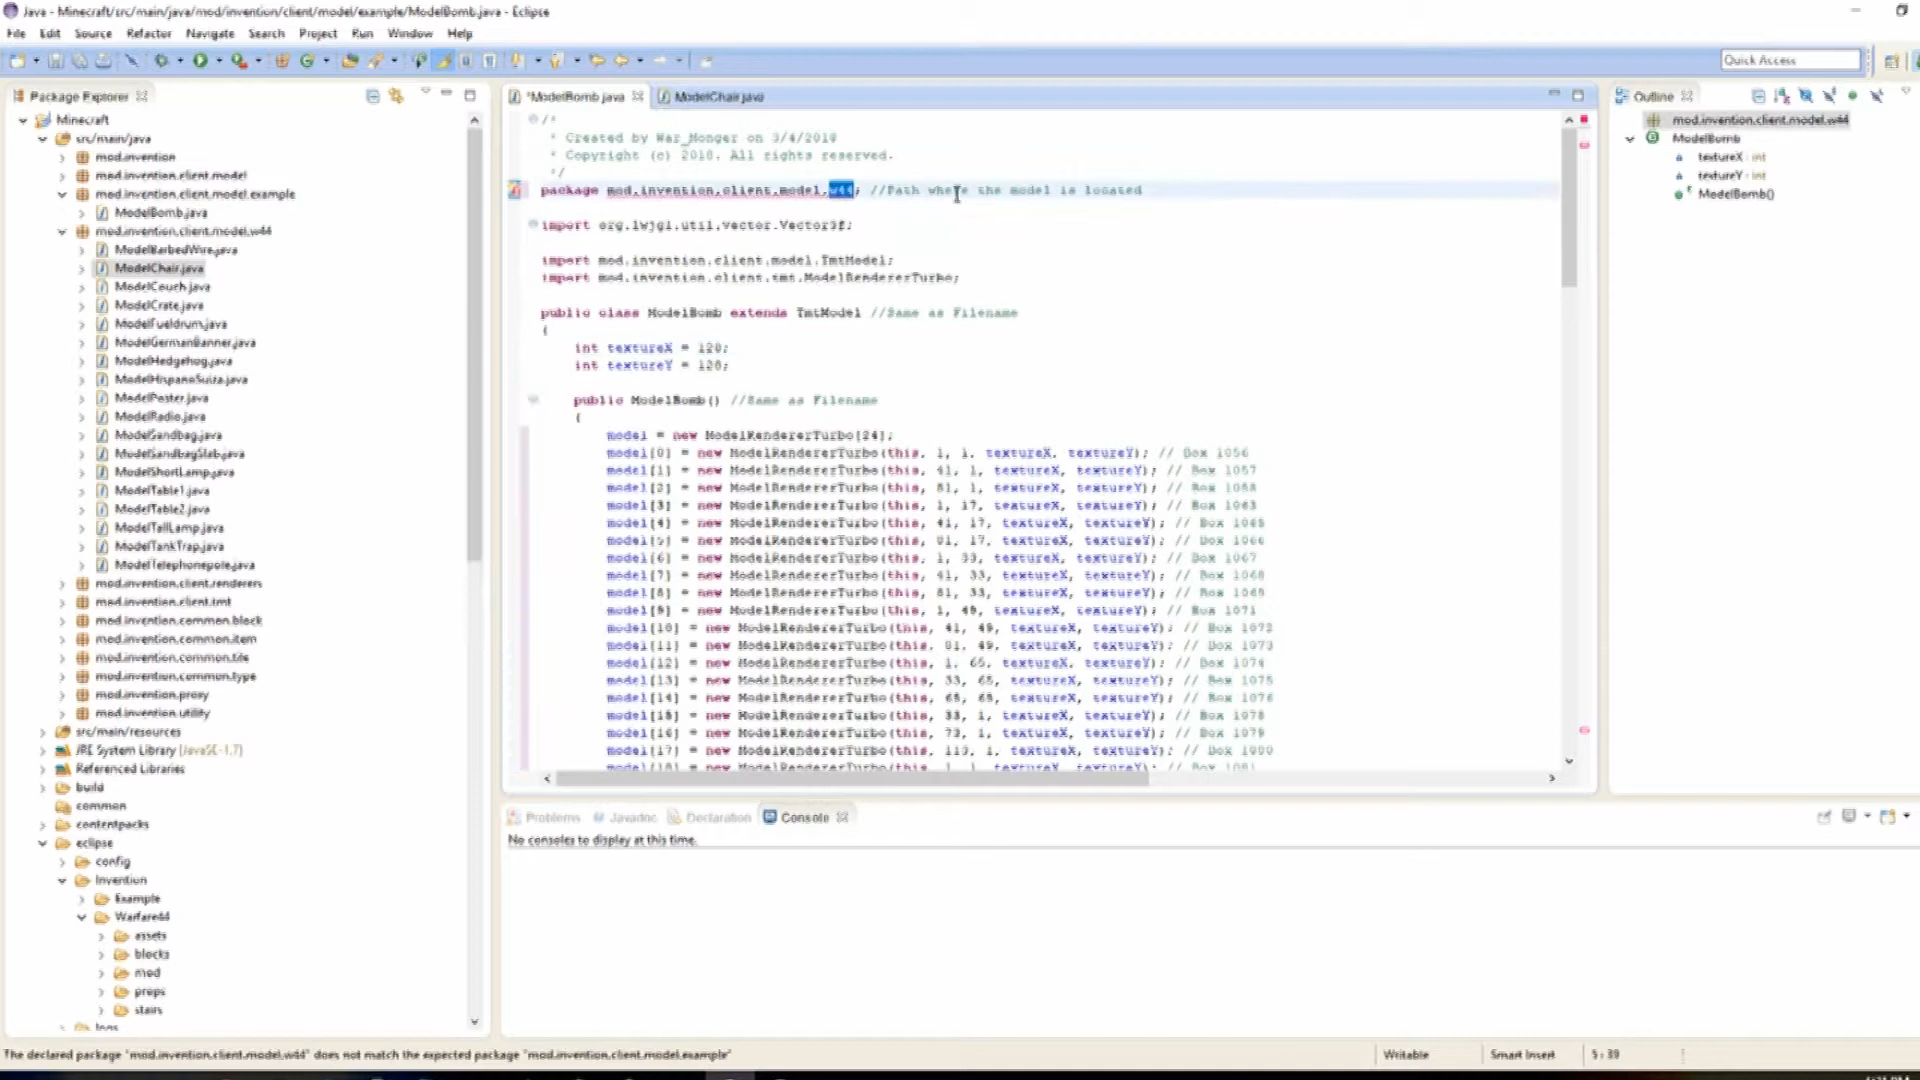 Java - Minecraft/src/main/java/mod/invention/client/model/example/ModelBomb.java - Eclipse
File Edit Source Refactor Navigate Search Project Run Window Help
Quick Access
Package Explorer
Minecraft
src/main/java
mod.invention
mod.invention.client.model
mod.invention.client.model.example
ModelBomb.java
mod.invention.client.model.w44
ModelBarbedWire.java
ModelChair.java
ModelCouch.java
ModelCrate.java
ModelFueldrum.java
ModelGermanBanner.java
ModelHedgehog.java
ModelHispanoSuiza.java
ModelPoster.java
ModelRadio.java
ModelSandbag.java
ModelSandbagSlab.java
ModelShortLamp.java
ModelTable1.java
ModelTable2.java
ModelTallLamp.java
ModelTankTrap.java
ModelTelephonepole.java
mod.invention.client.renderers
mod.invention.client.tmt
mod.invention.common.block
mod.invention.common.item
mod.invention.common.tile
mod.invention.common.type
mod.invention.proxy
mod.invention.utility
src/main/resources
JRE System Library [JavaSE-1.7]
Referenced Libraries
build
common
contentpacks
eclipse
config
Invention
Example
Warfare44
assets
blocks
mod
props
stairs
logs
*ModelBomb.java ModelChair.java
/*
* Created by War_Monger on 3/4/2018
* Copyright (c) 2018. All rights reserved.
*/
package mod.invention.client.model.w44; //Path where the model is located
import org.lwjgl.util.vector.Vector3f;
import mod.invention.client.model.TmtModel;
import mod.invention.client.tmt.ModelRendererTurbo;
public class ModelBomb extends TmtModel //Same as Filename
{
int textureX = 128;
int textureY = 128;
public ModelBomb() //Same as Filename
{
model = new ModelRendererTurbo[24];
model[0] = new ModelRendererTurbo(this, 1, 1, textureX, textureY); // Box 1056
model[1] = new ModelRendererTurbo(this, 41, 1, textureX, textureY); // Box 1057
model[2] = new ModelRendererTurbo(this, 81, 1, textureX, textureY); // Box 1058
model[3] = new ModelRendererTurbo(this, 1, 17, textureX, textureY); // Box 1063
model[4] = new ModelRendererTurbo(this, 41, 17, textureX, textureY); // Box 1065
model[5] = new ModelRendererTurbo(this, 81, 17, textureX, textureY); // Box 1066
model[6] = new ModelRendererTurbo(this, 1, 33, textureX, textureY); // Box 1067
model[7] = new ModelRendererTurbo(this, 41, 33, textureX, textureY); // Box 1068
model[8] = new ModelRendererTurbo(this, 81, 33, textureX, textureY); // Box 1069
model[9] = new ModelRendererTurbo(this, 1, 49, textureX, textureY); // Box 1071
model[10] = new ModelRendererTurbo(this, 41, 49, textureX, textureY); // Box 1072
model[11] = new ModelRendererTurbo(this, 81, 49, textureX, textureY); // Box 1073
model[12] = new ModelRendererTurbo(this, 1, 65, textureX, textureY); // Box 1074
model[13] = new ModelRendererTurbo(this, 33, 65, textureX, textureY); // Box 1075
model[14] = new ModelRendererTurbo(this, 65, 65, textureX, textureY); // Box 1076
model[15] = new ModelRendererTurbo(this, 33, 1, textureX, textureY); // Box 1078
model[16] = new ModelRendererTurbo(this, 73, 1, textureX, textureY); // Box 1079
model[17] = new ModelRendererTurbo(this, 113, 1, textureX, textureY); // Box 1080
model[18] = new ModelRendererTurbo(this, 1, 1, textureX, textureY); // Box 1081
Outline
mod.invention.client.model.w44
ModelBomb
textureX : int
textureY : int
ModelBomb()
Problems Javadoc Declaration Console
No consoles to display at this time.
The declared package "mod.invention.client.model.w44" does not match the expected package "mod.invention.client.model.example"
Writable Smart Insert 5 : 39